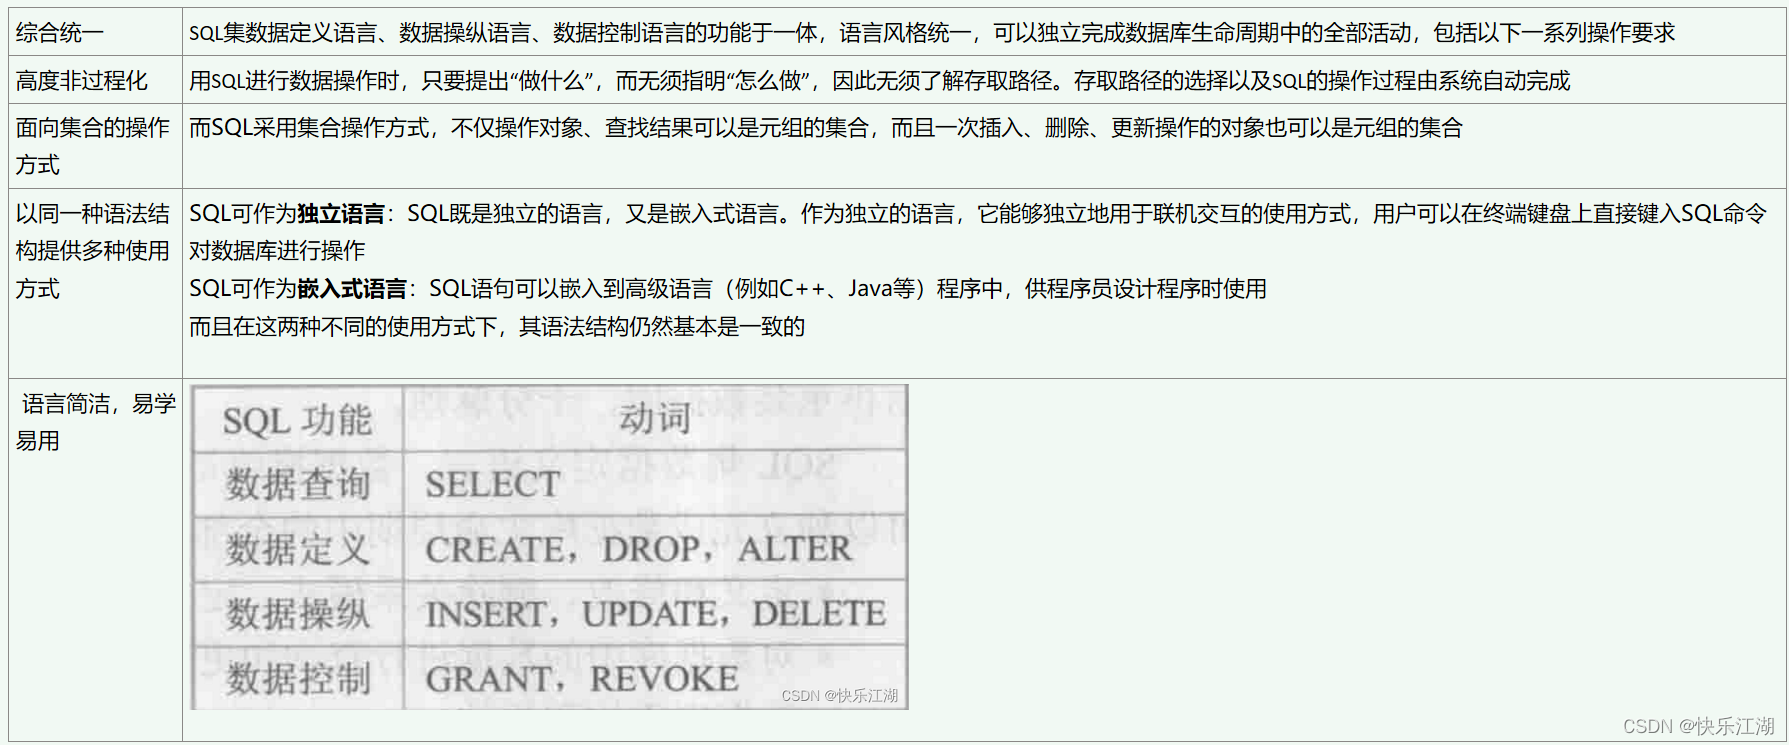 综合统一
SQL集数据定义语言、数据操纵语言、数据控制语言的功能于一体，语言风格统一，可以独立完成数据库生命周期中的全部活动，包括以下一系列操作要求
高度非过程化
用SQL进行数据操作时，只要提出“做什么”，而无须指明“怎么做”，因此无须了解存取路径。存取路径的选择以及SQL的操作过程由系统自动完成
面向集合的操作
方式
而SQL采用集合操作方式，不仅操作对象、查找结果可以是元组的集合，而且一次插入、删除、更新操作的对象也可以是元组的集合
以同一种语法结
构提供多种使用
方式
SQL可作为独立语言：SQL既是独立的语言，又是嵌入式语言。作为独立的语言，它能够独立地用于联机交互的使用方式，用户可以在终端键盘上直接键入SQL命令
对数据库进行操作
SQL可作为嵌入式语言：SQL语句可以嵌入到高级语言（例如C++、Java等）程序中，供程序员设计程序时使用
而且在这两种不同的使用方式下，其语法结构仍然基本是一致的
语言简洁，易学
易用
SQL 功能 动词
数据查询 SELECT
数据定义 CREATE，DROP，ALTER
数据操纵 INSERT，UPDATE，DELETE
数据控制 GRANT，REVOKE
CSDN @快乐江湖
CSDN @快乐江湖